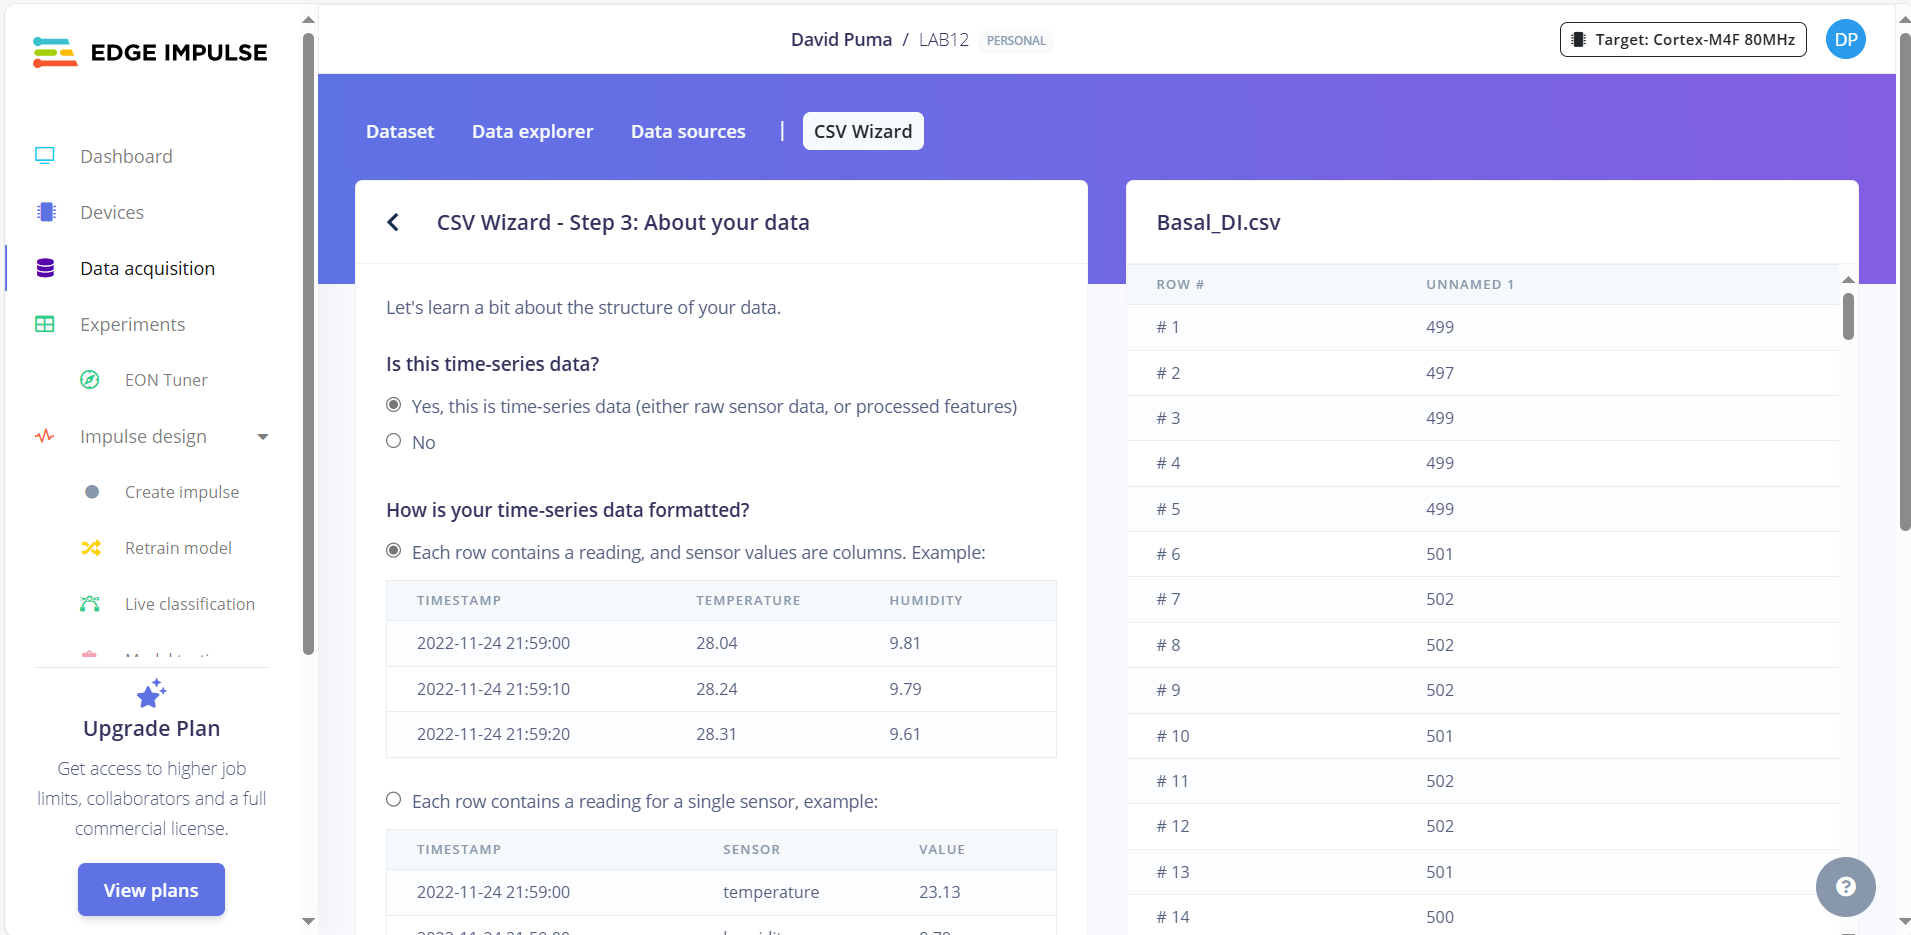 EDGE IMPULSE
Dashboard
Devices
Data acquisition
Experiments
EON Tuner
Impulse design
Create impulse
Retrain model
Live classification
Upgrade Plan
Get access to higher job
limits, collaborators and a full
commercial license.
View plans
David Puma / LAB12 PERSONAL
Target: Cortex-M4F 80MHz
DP
Dataset Data explorer Data sources | CSV Wizard
CSV Wizard - Step 3: About your data
Let's learn a bit about the structure of your data.
Is this time-series data?
Yes, this is time-series data (either raw sensor data, or processed features)
No
How is your time-series data formatted?
Each row contains a reading, and sensor values are columns. Example:
TIMESTAMP TEMPERATURE HUMIDITY
2022-11-24 21:59:00 28.04 9.81
2022-11-24 21:59:10 28.24 9.79
2022-11-24 21:59:20 28.31 9.61
Each row contains a reading for a single sensor, example:
TIMESTAMP SENSOR VALUE
2022-11-24 21:59:00 temperature 23.13
Basal_DI.csv
ROW # UNNAMED 1
# 1 499
# 2 497
# 3 499
# 4 499
# 5 499
# 6 501
# 7 502
# 8 502
# 9 502
# 10 501
# 11 502
# 12 502
# 13 501
# 14 500
?